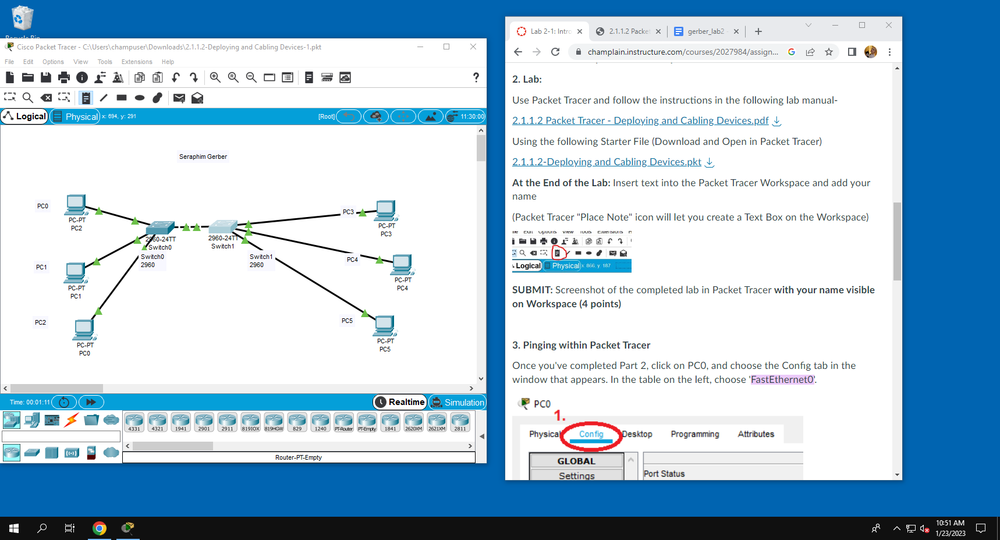 Recycle Bin
Cisco Packet Tracer - C:\Users\champuser\Downloads\2.1.1.2-Deploying and Cabling Devices-1.pkt
File Edit Options View Tools Extensions Help
?
Logical Physical x: 694, y: 291 [Root] 11:30:00
Seraphim Gerber
PC0
PC-PT
PC2
PC1
PC-PT
PC1
PC2
PC-PT
PC0
2960-24TT
Switch0
Switch0
2960
2960-24TT
Switch1
Switch1
2960
PC3
PC-PT
PC3
PC4
PC-PT
PC4
PC5
PC-PT
PC5
Time: 00:01:11 Realtime Simulation
4331 4321 1941 2901 2911 819IOX 819HGW 829 1240 PT-Router PT-Empty 1841 2620XM 2621XM 2811
Router-PT-Empty
Lab 2-1: Intro 2.1.1.2 Packet gerber_lab2 -
champlain.instructure.com/courses/2027984/assign...
2. Lab:
Use Packet Tracer and follow the instructions in the following lab manual-
2.1.1.2 Packet Tracer - Deploying and Cabling Devices.pdf
Using the following Starter File (Download and Open in Packet Tracer)
2.1.1.2-Deploying and Cabling Devices.pkt
At the End of the Lab: Insert text into the Packet Tracer Workspace and add your
name
(Packet Tracer "Place Note" icon will let you create a Text Box on the Workspace)
Edit Options View Tools Extensions
Logical Physical x: 866, y: 187
SUBMIT: Screenshot of the completed lab in Packet Tracer with your name visible
on Workspace (4 points)
3. Pinging within Packet Tracer
Once you've completed Part 2, click on PC0, and choose the Config tab in the
window that appears. In the table on the left, choose 'FastEthernet0'.
PC0
1.
Physical Config Desktop Programming Attributes
GLOBAL
Settings
Port Status
10:51 AM
1/23/2023